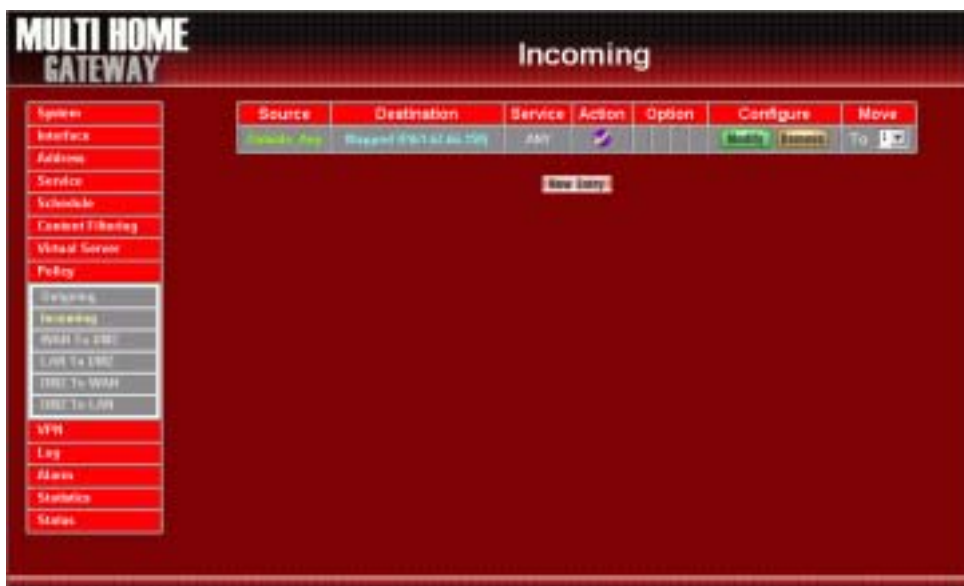 MULTI HOME
GATEWAY
Incoming
System
Interface
Address
Service
Schedule
Content Filtering
Virtual Server
Policy
Outgoing
Incoming
WAN To DMZ
LAN To DMZ
DMZ To WAN
DMZ To LAN
VPN
Log
Alarm
Statistics
Status
Source Destination Service Action Option Configure Move
Outside_Any ANY Modify Remove To 1
New Entry